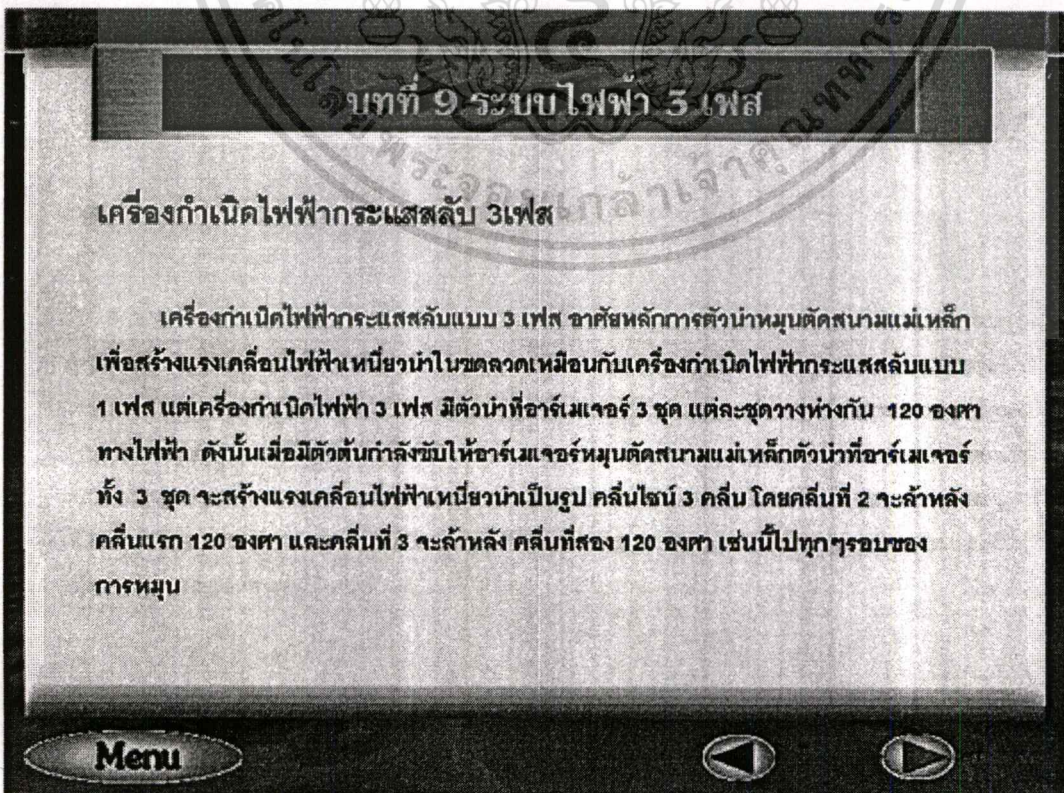 บทที่ 9 ระบบไฟฟ้า 3 เฟส
เครื่องกำเนิดไฟฟ้ากระแสสลับ 3เฟส
เครื่องกำเนิดไฟฟ้ากระแสสลับแบบ 3 เฟส อาศัยหลักการตัวนำหมุนตัดสนามแม่เหล็ก
เพื่อสร้างแรงเคลื่อนไฟฟ้าเหนี่ยวนำในขดลวดเหมือนกับเครื่องกำเนิดไฟฟ้ากระแสสลับแบบ
1 เฟส แต่เครื่องกำเนิดไฟฟ้า 3 เฟส มีตัวนำที่อาร์เมเจอร์ 3 ชุด แต่ละชุดวางห่างกัน 120 องศา
ทางไฟฟ้า ดังนั้นเมื่อมีตัวต้นกำลังขับให้อาร์เมเจอร์หมุนตัดสนามแม่เหล็กตัวนำที่อาร์เมเจอร์
ทั้ง 3 ชุด จะสร้างแรงเคลื่อนไฟฟ้าเหนี่ยวนำเป็นรูป คลื่นไซน์ 3 คลื่น โดยคลื่นที่ 2 จะล้าหลัง
คลื่นแรก 120 องศา และคลื่นที่ 3 จะล้าหลัง คลื่นที่สอง 120 องศา เช่นนี้ไปทุกๆรอบของ
การหมุน
พระจอมเกล้าเจ้าคุณทหาร
Menu